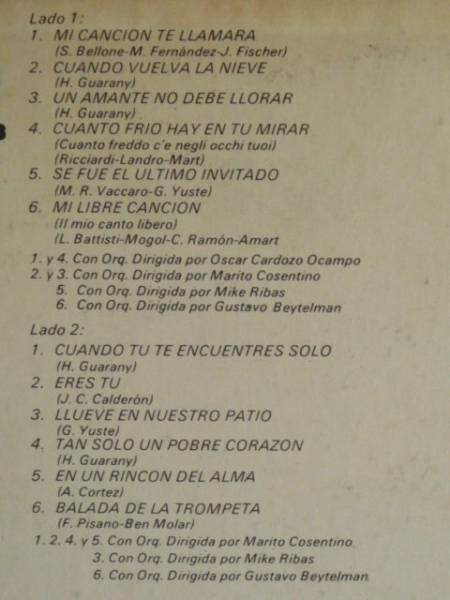 Lado 1:
1. MI CANCION TE LLAMARA
(S. Bellone-M. Fernández-J. Fischer)
2. CUANDO VUELVA LA NIEVE
(H. Guarany)
3. UN AMANTE NO DEBE LLORAR
(H. Guarany)
4. CUANTO FRIO HAY EN TU MIRAR
(Cuanto freddo c'e negli occhi tuoi)
(Ricciardi-Landro-Mart)
5. SE FUE EL ULTIMO INVITADO
(M. R. Vaccaro-G. Yuste)
6. MI LIBRE CANCION
(Il mio canto libero)
(L. Battisti-Mogol-C. Ramón-Amart
1. y 4. Con Orq. Dirigida por Oscar Cardozo Ocampo
2. y 3. Con Orq. Dirigida por Marito Cosentino
5. Con Orq. Dirigida por Mike Ribas
6. Con Orq. Dirigida por Gustavo Beytelman
Lado 2:
1. CUANDO TU TE ENCUENTRES SOLO
(H. Guarany)
2. ERES TU
(J. C. Calderón)
3. LLUEVE EN NUESTRO PATIO
(G. Yuste)
4. TAN SOLO UN POBRE CORAZON
(H. Guarany)
5. EN UN RINCON DEL ALMA
(A. Cortez)
6. BALADA DE LA TROMPETA
(F. Pisano-Ben Molar)
1. 2. 4. y 5. Con Orq. Dirigida por Marito Cosentino
3. Con Orq. Dirigida por Mike Ribas
6. Con Orq. Dirigida por Gustavo Beytelman